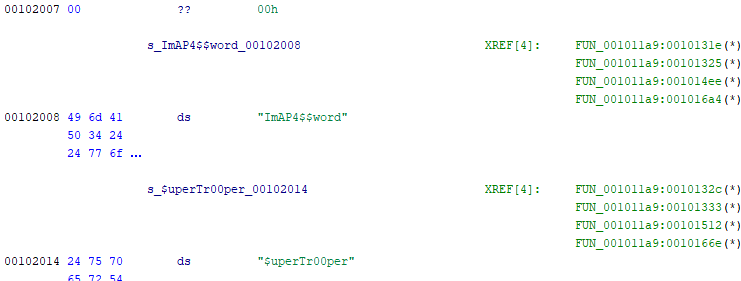 00102007 00 ?? 00h
s_ImAP4$$word_00102008 XREF[4]: FUN_001011a9:0010131e(*)
FUN_001011a9:00101325(*)
FUN_001011a9:001014ee(*)
FUN_001011a9:001016a4(*)
00102008 49 6d 41 ds "ImAP4$$word"
50 34 24
24 77 6f ...
s_$uperTr00per_00102014 XREF[4]: FUN_001011a9:0010132c(*)
FUN_001011a9:00101333(*)
FUN_001011a9:00101512(*)
FUN_001011a9:0010166e(*)
00102014 24 75 70 ds "$uperTr00per"
65 72 54